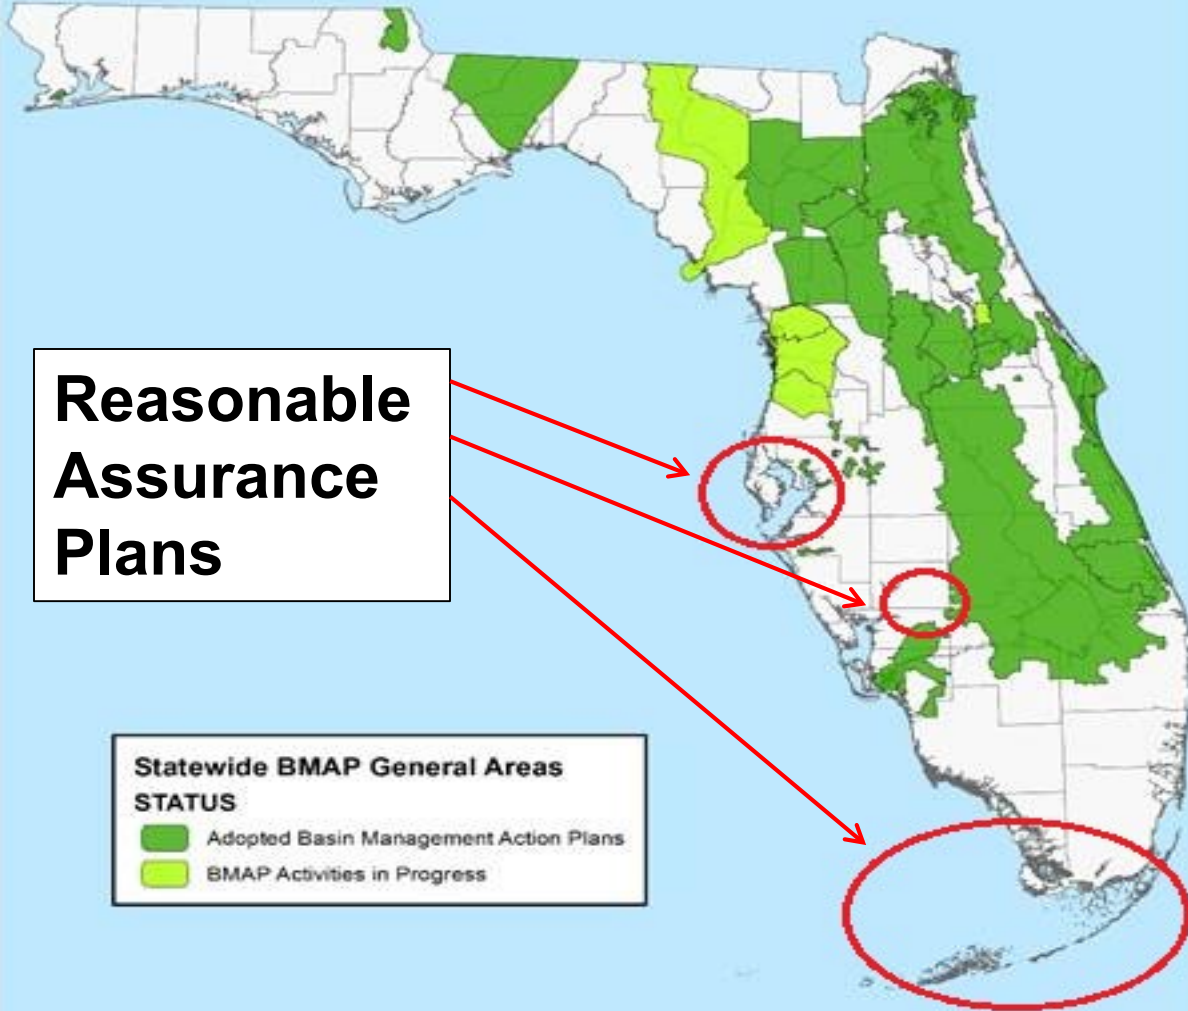 Reasonable
Assurance
Plans
Statewide BMAP General Areas
STATUS
Adopted Basin Management Action Plans
BMAP Activities in Progress